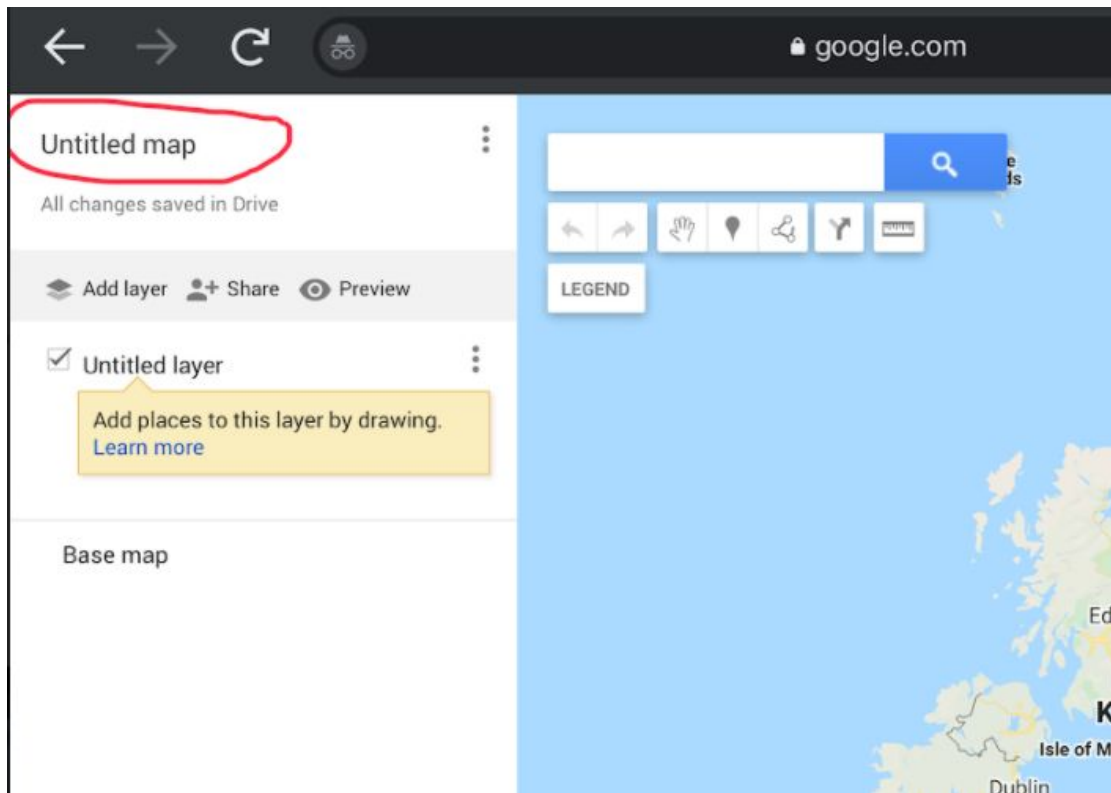 google.com
Untitled map
All changes saved in Drive
Add layer Share Preview
Untitled layer
Add places to this layer by drawing.
Learn more
Base map
LEGEND
Isle of
Dublin